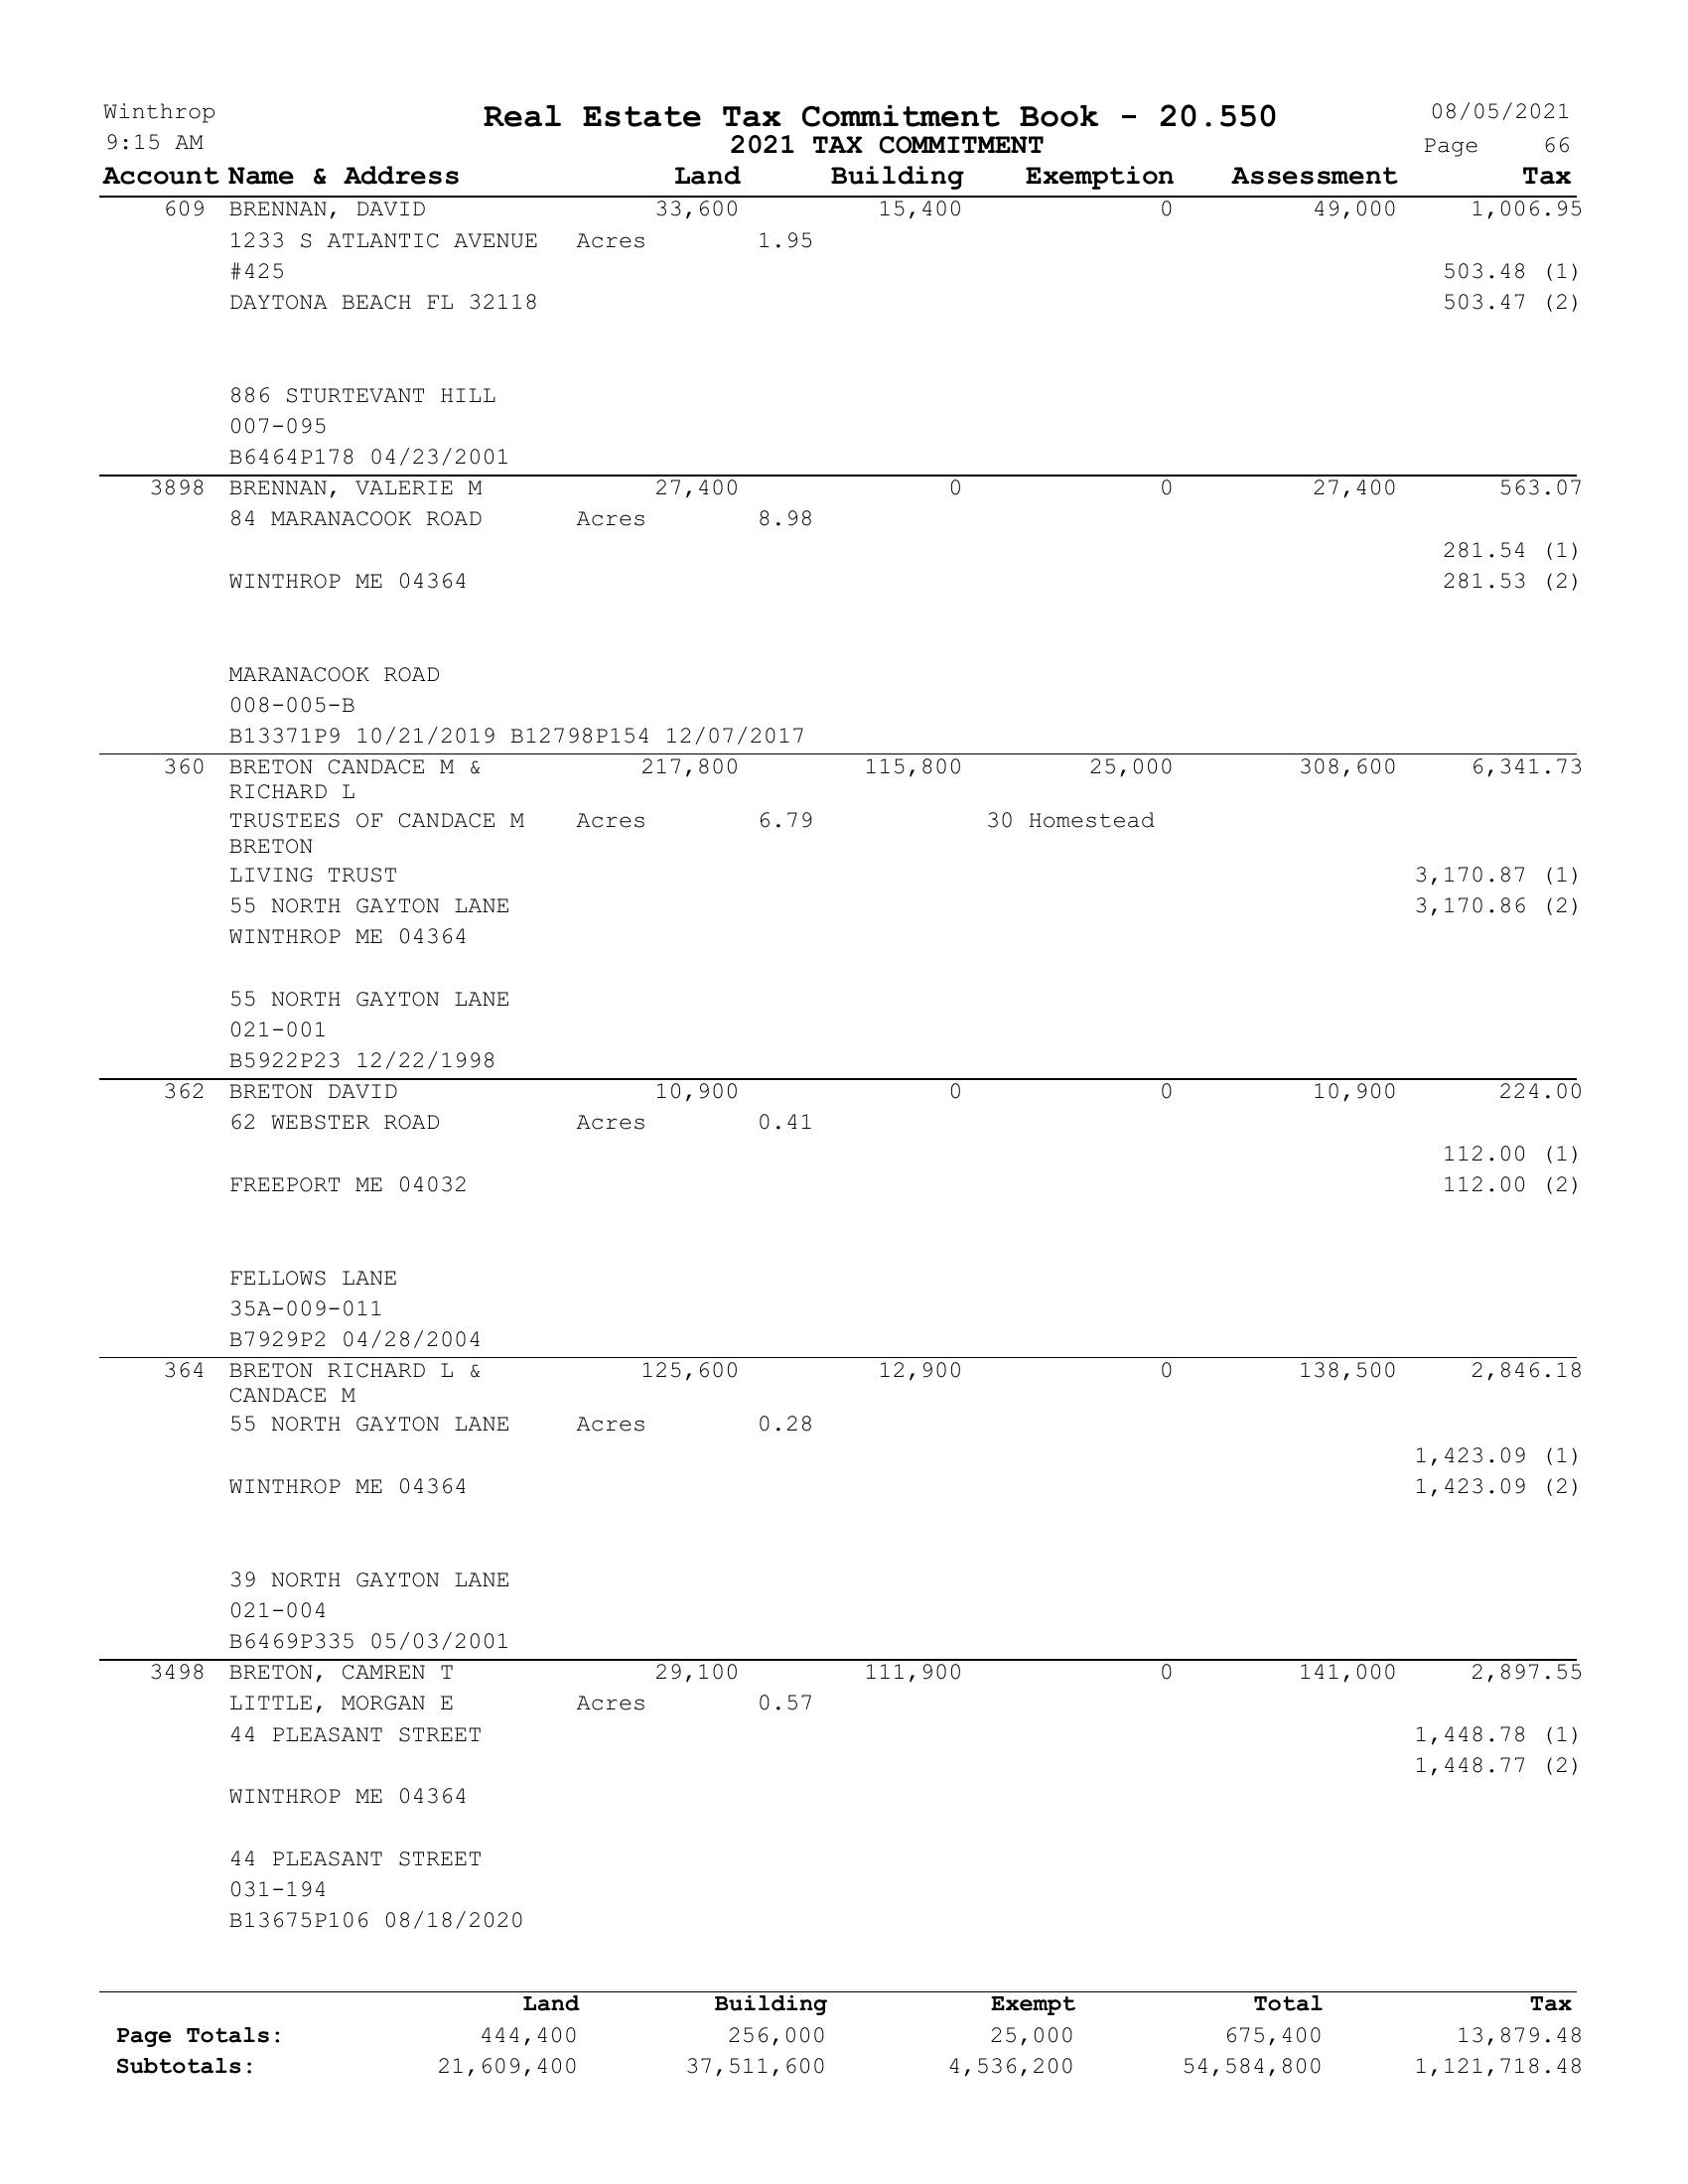 Winthrop Real Estate Tax Commitment Book - 20.550 08/05/2021
9:15 AM 2021 TAX COMMITMENT Page 66
Account Name & Address Land Building Exemption Assessment Tax
609 BRENNAN, DAVID 33,600 15,400 0 49,000 1,006.95
1233 S ATLANTIC AVENUE Acres 1.95
#425 503.48 (1)
DAYTONA BEACH FL 32118 503.47 (2)
886 STURTEVANT HILL
007-095
B6464P178 04/23/2001
3898 BRENNAN, VALERIE M 27,400 0 0 27,400 563.07
84 MARANACOOK ROAD Acres 8.98
281.54 (1)
WINTHROP ME 04364 281.53 (2)
MARANACOOK ROAD
008-005-B
B13371P9 10/21/2019 B12798P154 12/07/2017
360 BRETON CANDACE M & 217,800 115,800 25,000 308,600 6,341.73
RICHARD L
TRUSTEES OF CANDACE M Acres 6.79 30 Homestead
BRETON
LIVING TRUST 3,170.87 (1)
55 NORTH GAYTON LANE 3,170.86 (2)
WINTHROP ME 04364
55 NORTH GAYTON LANE
021-001
B5922P23 12/22/1998
362 BRETON DAVID 10,900 0 0 10,900 224.00
62 WEBSTER ROAD Acres 0.41
112.00 (1)
FREEPORT ME 04032 112.00 (2)
FELLOWS LANE
35A-009-011
B7929P2 04/28/2004
364 BRETON RICHARD L & 125,600 12,900 0 138,500 2,846.18
CANDACE M
55 NORTH GAYTON LANE Acres 0.28
1,423.09 (1)
WINTHROP ME 04364 1,423.09 (2)
39 NORTH GAYTON LANE
021-004
B6469P335 05/03/2001
3498 BRETON, CAMREN T 29,100 111,900 0 141,000 2,897.55
LITTLE, MORGAN E Acres 0.57
44 PLEASANT STREET 1,448.78 (1)
1,448.77 (2)
WINTHROP ME 04364
44 PLEASANT STREET
031-194
B13675P106 08/18/2020
Land Building Exempt Total Tax
Page Totals: 444,400 256,000 25,000 675,400 13,879.48
Subtotals: 21,609,400 37,511,600 4,536,200 54,584,800 1,121,718.48